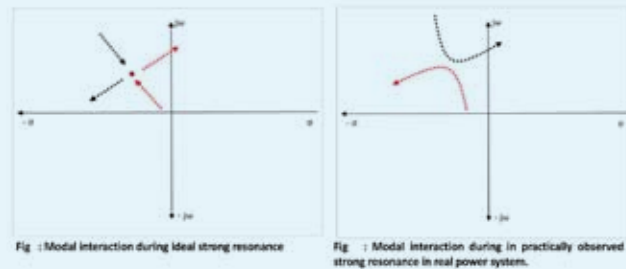 jω
jω
- σ
σ
- σ
σ
- jω
- jω
Fig : Modal interaction during ideal strong resonance
Fig : Modal interaction during in practically observed
strong resonance in real power system.